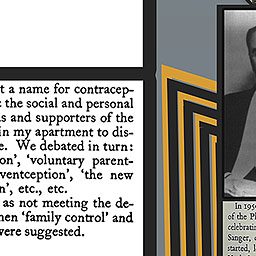 t a name for contracep-
the social and personal
s and supporters of the
in my apartment to dis-
e. We debated in turn:
on', 'voluntary parent-
ventception', 'the new
n', etc., etc.
as not meeting the de-
hen 'family control' and
were suggested.
In 195
of the Pl
celebratin
Sanger,
started,